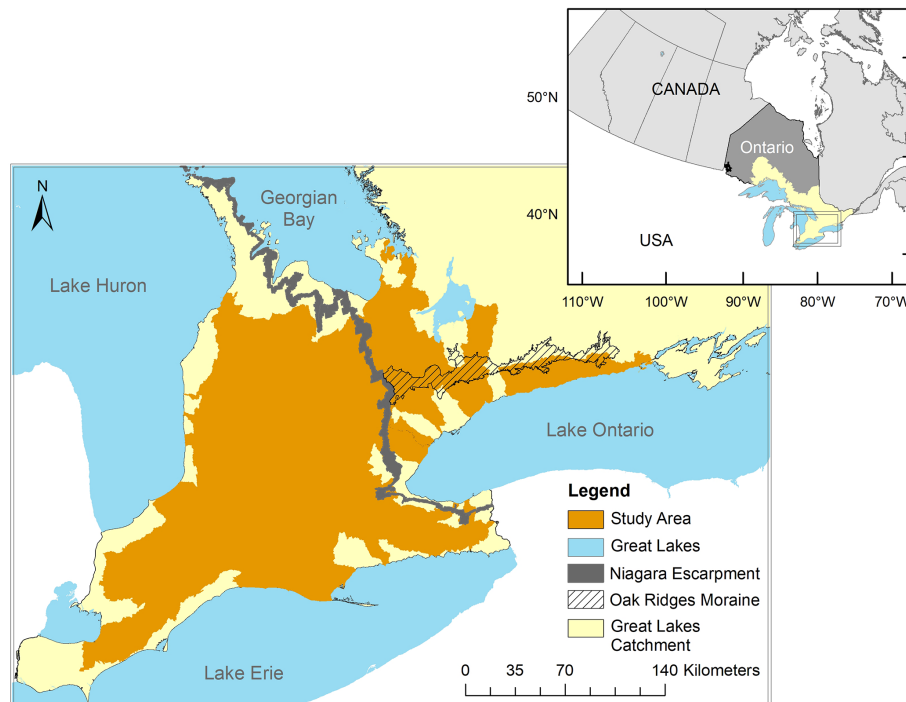 50°N
CANADA
Ontario
40°N
USA
110°W
100°W
90°W
80°W
70°W
N
Georgian
Bay
Lake Huron
Lake Ontario
Lake Erie
Legend
Study Area
Great Lakes
Niagara Escarpment
Oak Ridges Moraine
Great Lakes
Catchment
0 35 70 140 Kilometers